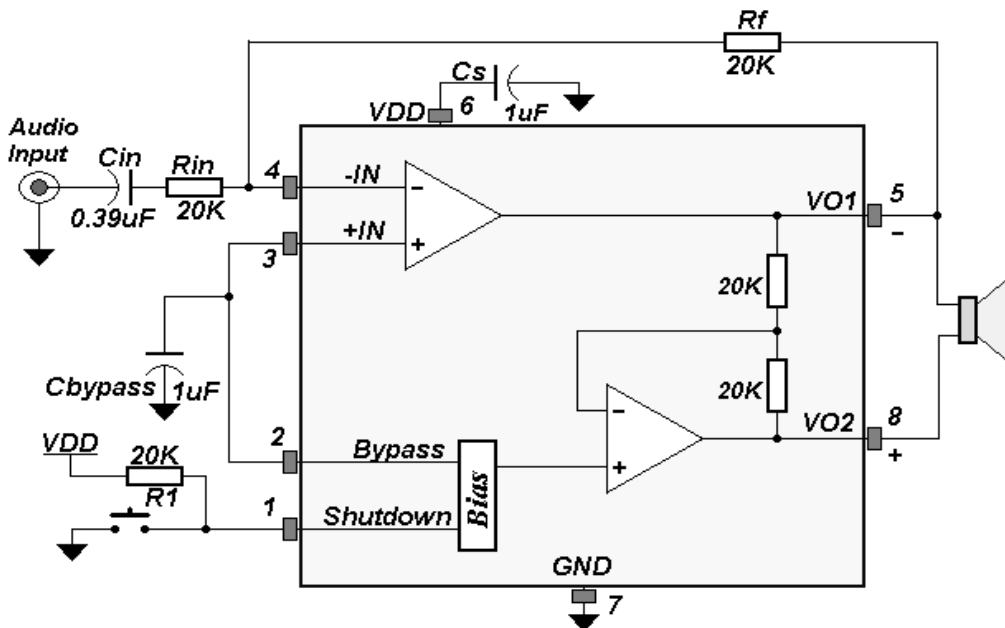 Rf
20K
Cs
1uF
VDD
6
Audio
Input
Cin
0.39uF
Rin
20K
4
-IN
-
+IN
+
3
VO1
5
-
20K
Cbypass
1uF
20K
2
Bypass
-
+
VO2
8
+
VDD
20K
R1
1
Shutdown
Bias
GND
7